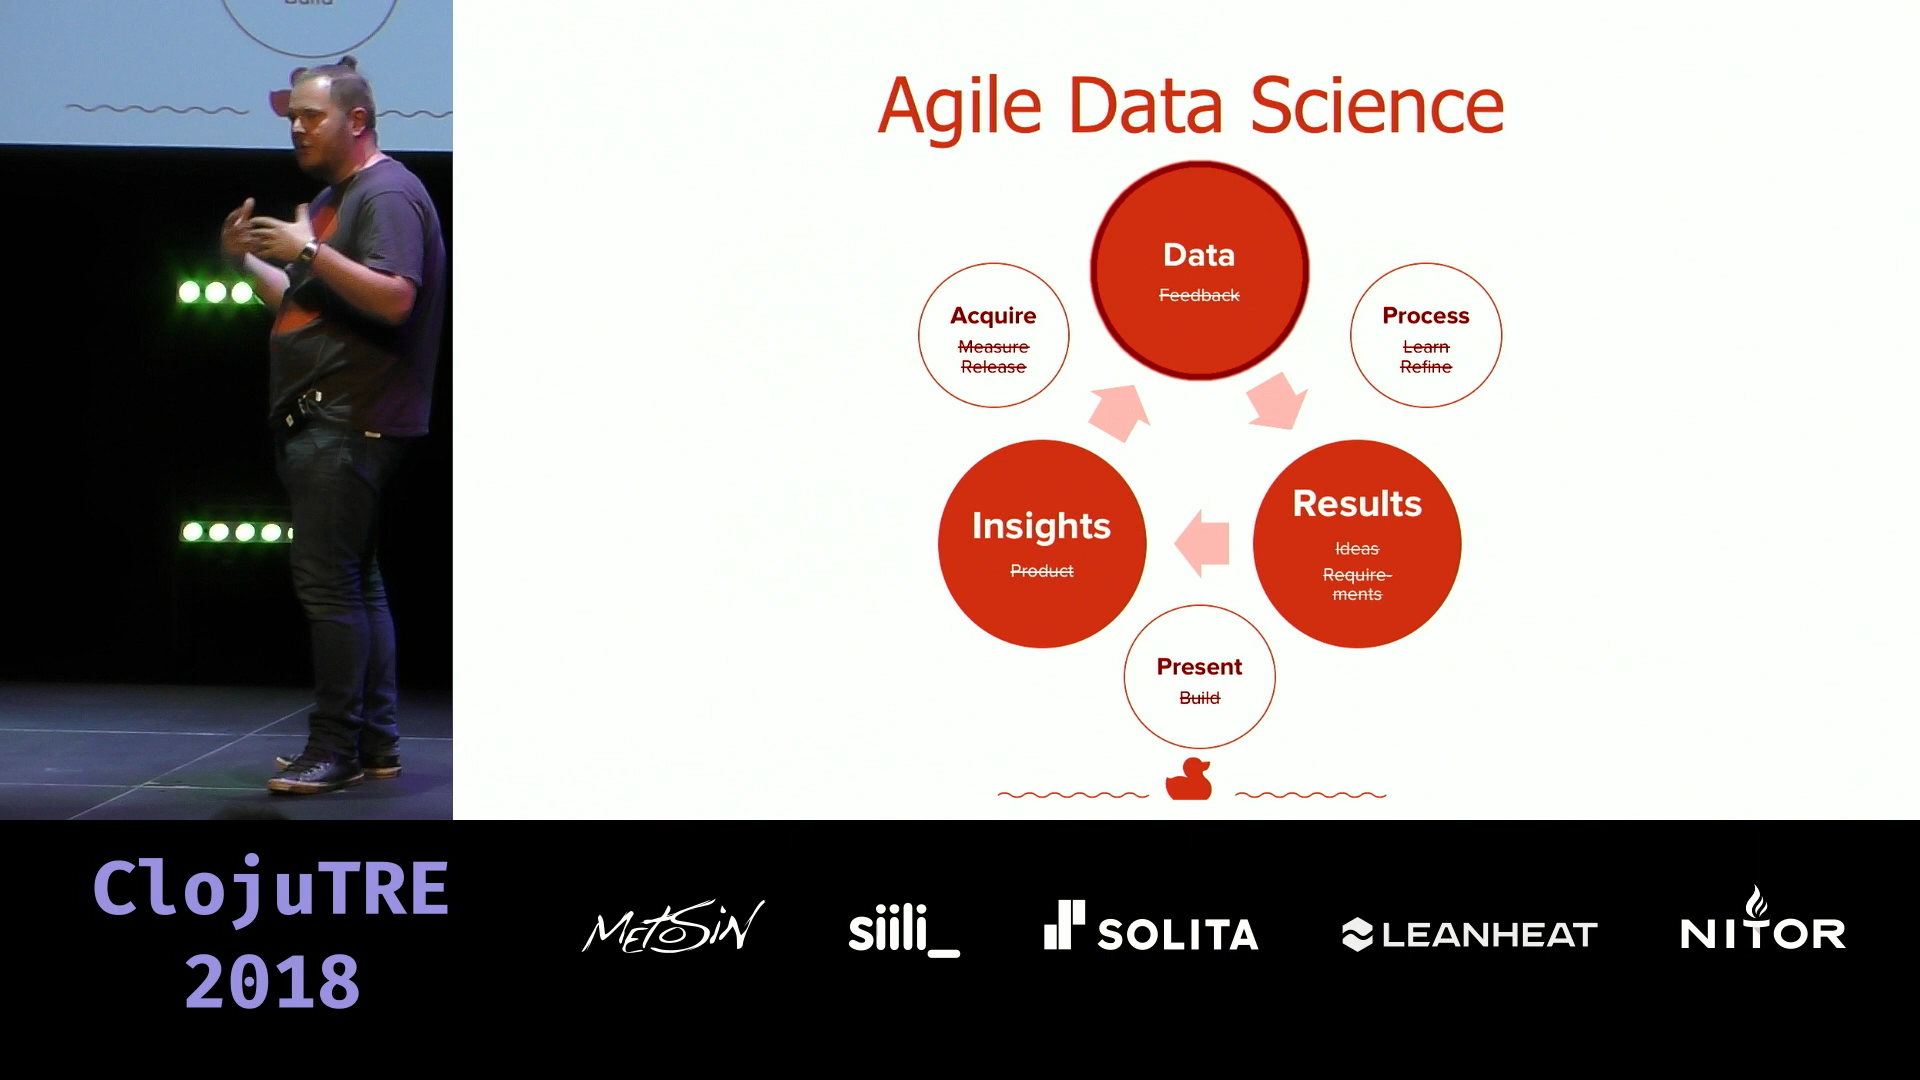 Agile Data Science
Data
Feedback
Acquire
Measure
Release
Process
Learn
Refine
Insights
Product
Results
Ideas
Require-
ments
Present
Build
ClojuTRE
2018
METOSIN
siili_
SOLITA
LEANHEAT
NITOR